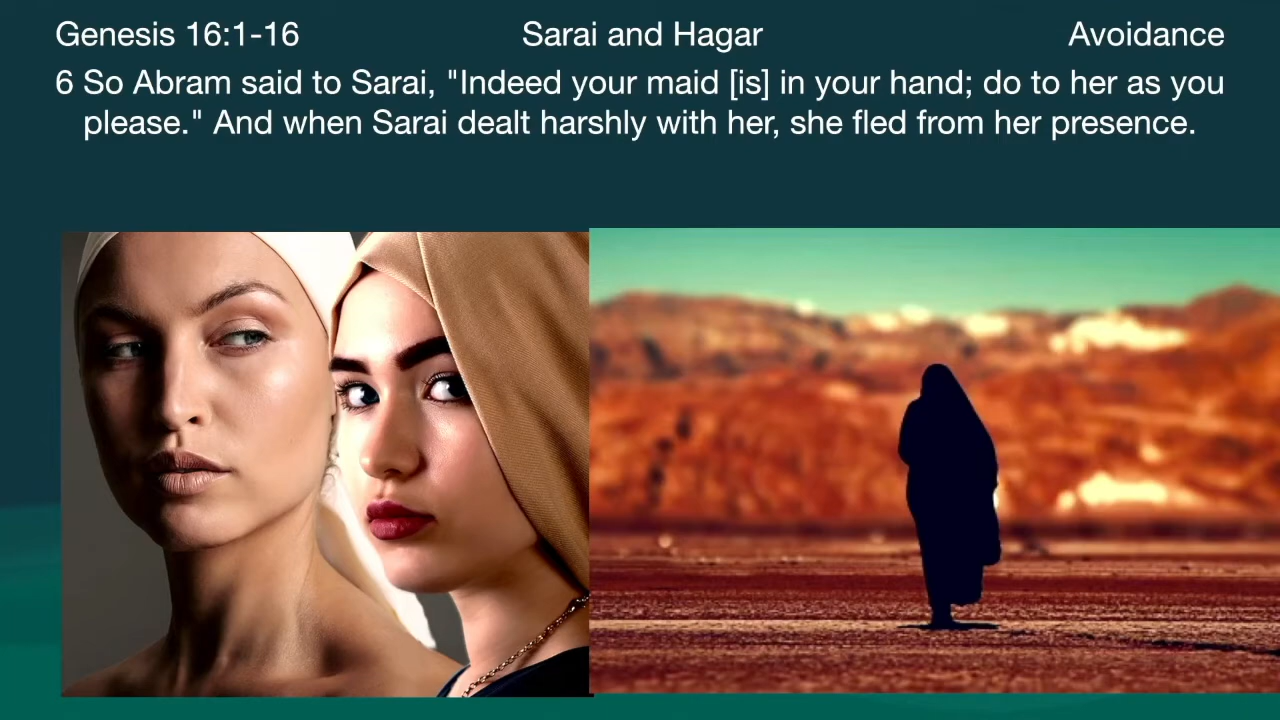 Genesis 16:1-16 Sarai and Hagar Avoidance
6 So Abram said to Sarai, "Indeed your maid [is] in your hand; do to her as you
please." And when Sarai dealt harshly with her, she fled from her presence.